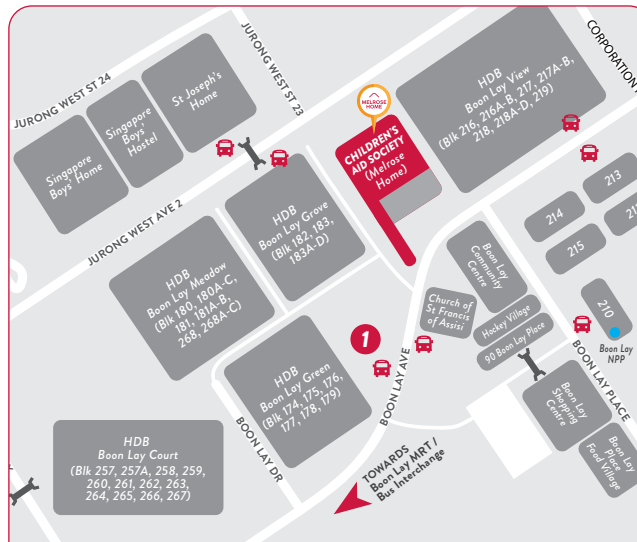 JURONG WEST ST 24
JURONG WEST ST 23
St Joseph's
Home
Singapore
Boys'
Hostel
Singapore
Boys Home
MELROSE
HOME
CHILDREN'S
AID SOCIETY
(Melrose
Home)
HDB
Boon Lay View
(Blk 216, 216A-B, 217, 217A-B,
218, 218A-D, 219)
CORPORATION
JURONG WEST AVE 2
HDB
Boon Lay Grove
(Blk 182, 183,
183A-D)
HDB
Boon Lay Meadow
(Blk 180, 180A-C,
181, 181A-B,
268, 268A-C)
213
214
215
210
Boon Lay
NPP
Boon Lay
Community
Centre
Church of
St Francis
of Assisi
Hockey Village
90 Boon Lay Place
1
BOON LAY AVE
BOON LAY PLACE
HDB
Boon Lay Green
(Blk 174, 175, 176,
177, 178, 179)
BOON LAY DR
Boon Lay
Shopping
Centre
Boon Lay
Place
Food Village
HDB
Boon Lay Court
(Blk 257, 257A, 258, 259,
260, 261, 262, 263,
264, 265, 266, 267)
TOWARDS
Boon Lay MRT /
Bus Interchange